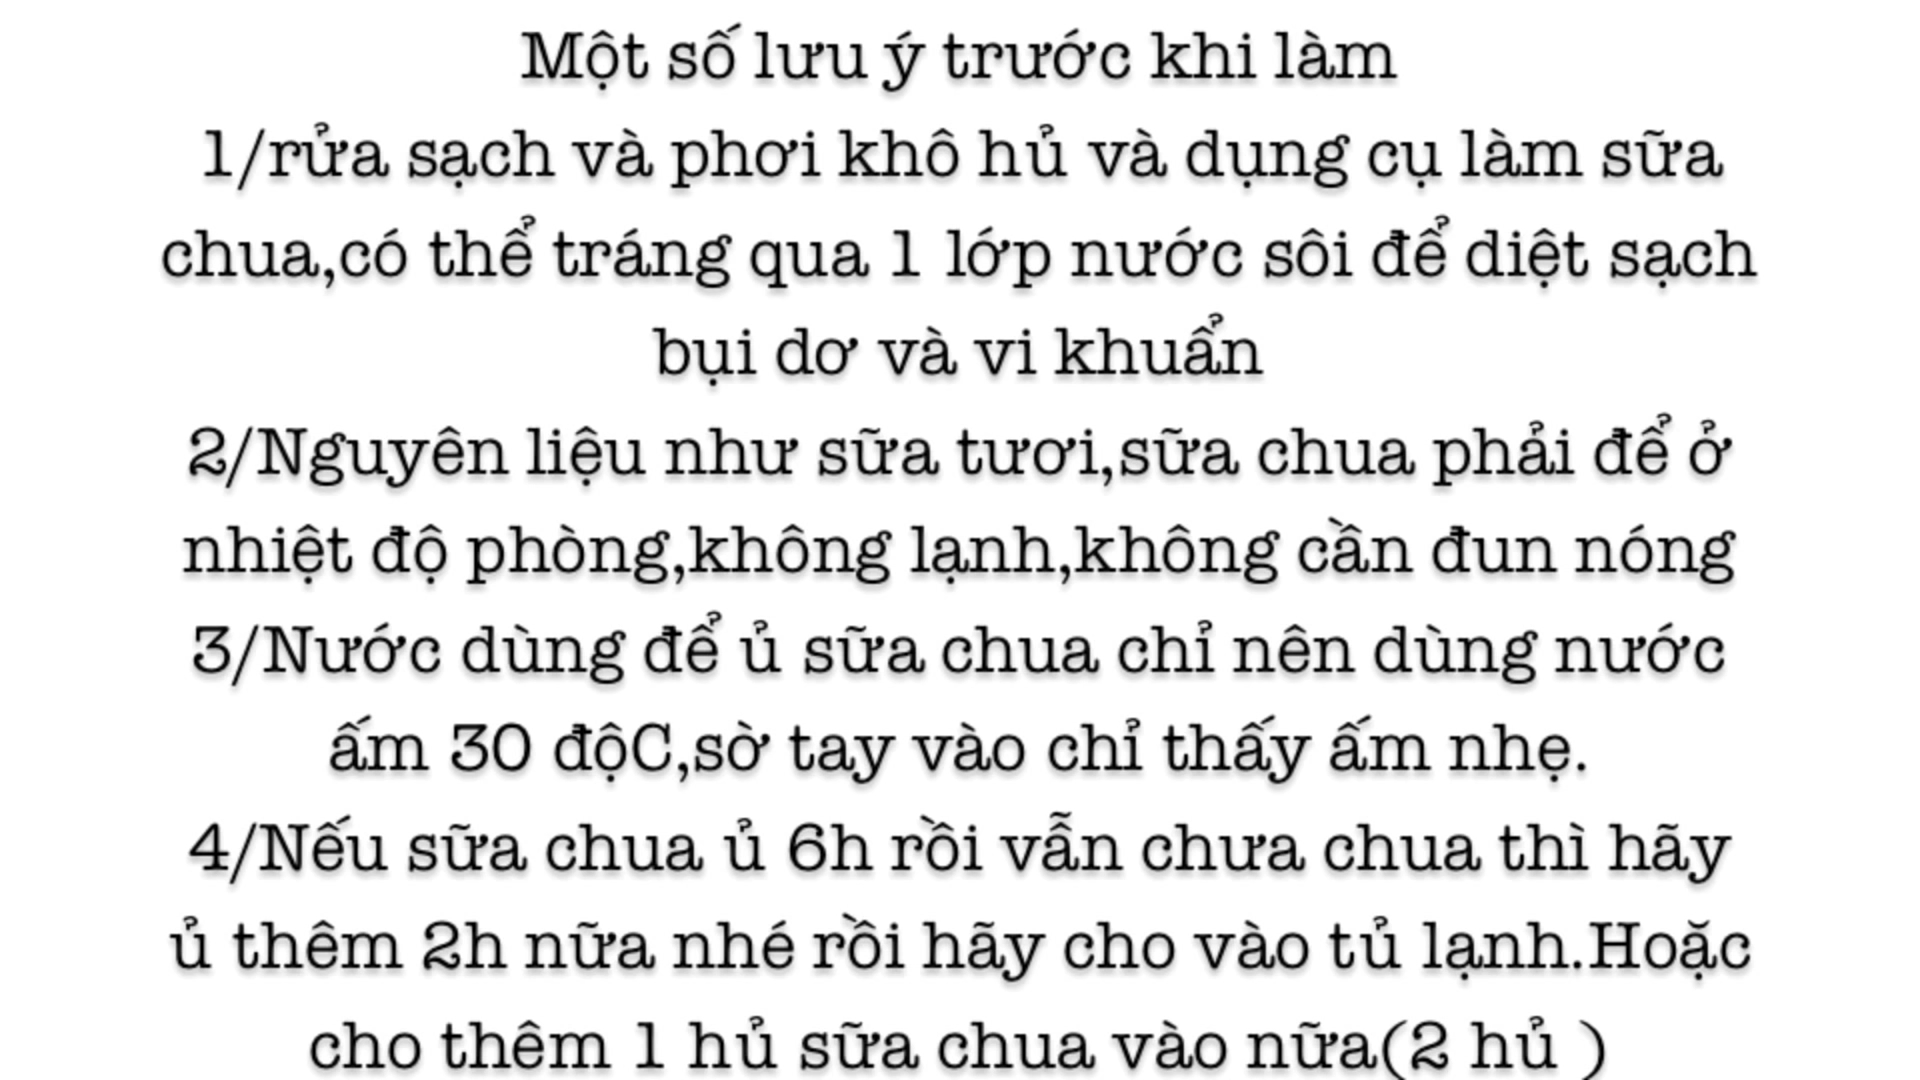 Một số lưu ý trước khi làm
1/rửa sạch và phơi khô hủ và dụng cụ làm sữa
chua,có thể tráng qua 1 lớp nước sôi để diệt sạch
bụi dơ và vi khuẩn
2/Nguyên liệu như sữa tươi,sữa chua phải để ở
nhiệt độ phòng,không lạnh,không cần đun nóng
3/Nước dùng để ủ sữa chua chỉ nên dùng nước
ấm 30 độC,sờ tay vào chỉ thấy ấm nhẹ.
4/Nếu sữa chua ủ 6h rồi vẫn chưa chua thì hãy
ủ thêm 2h nữa nhé rồi hãy cho vào tủ lạnh.Hoặc
cho thêm 1 hủ sữa chua vào nữa(2 hủ )